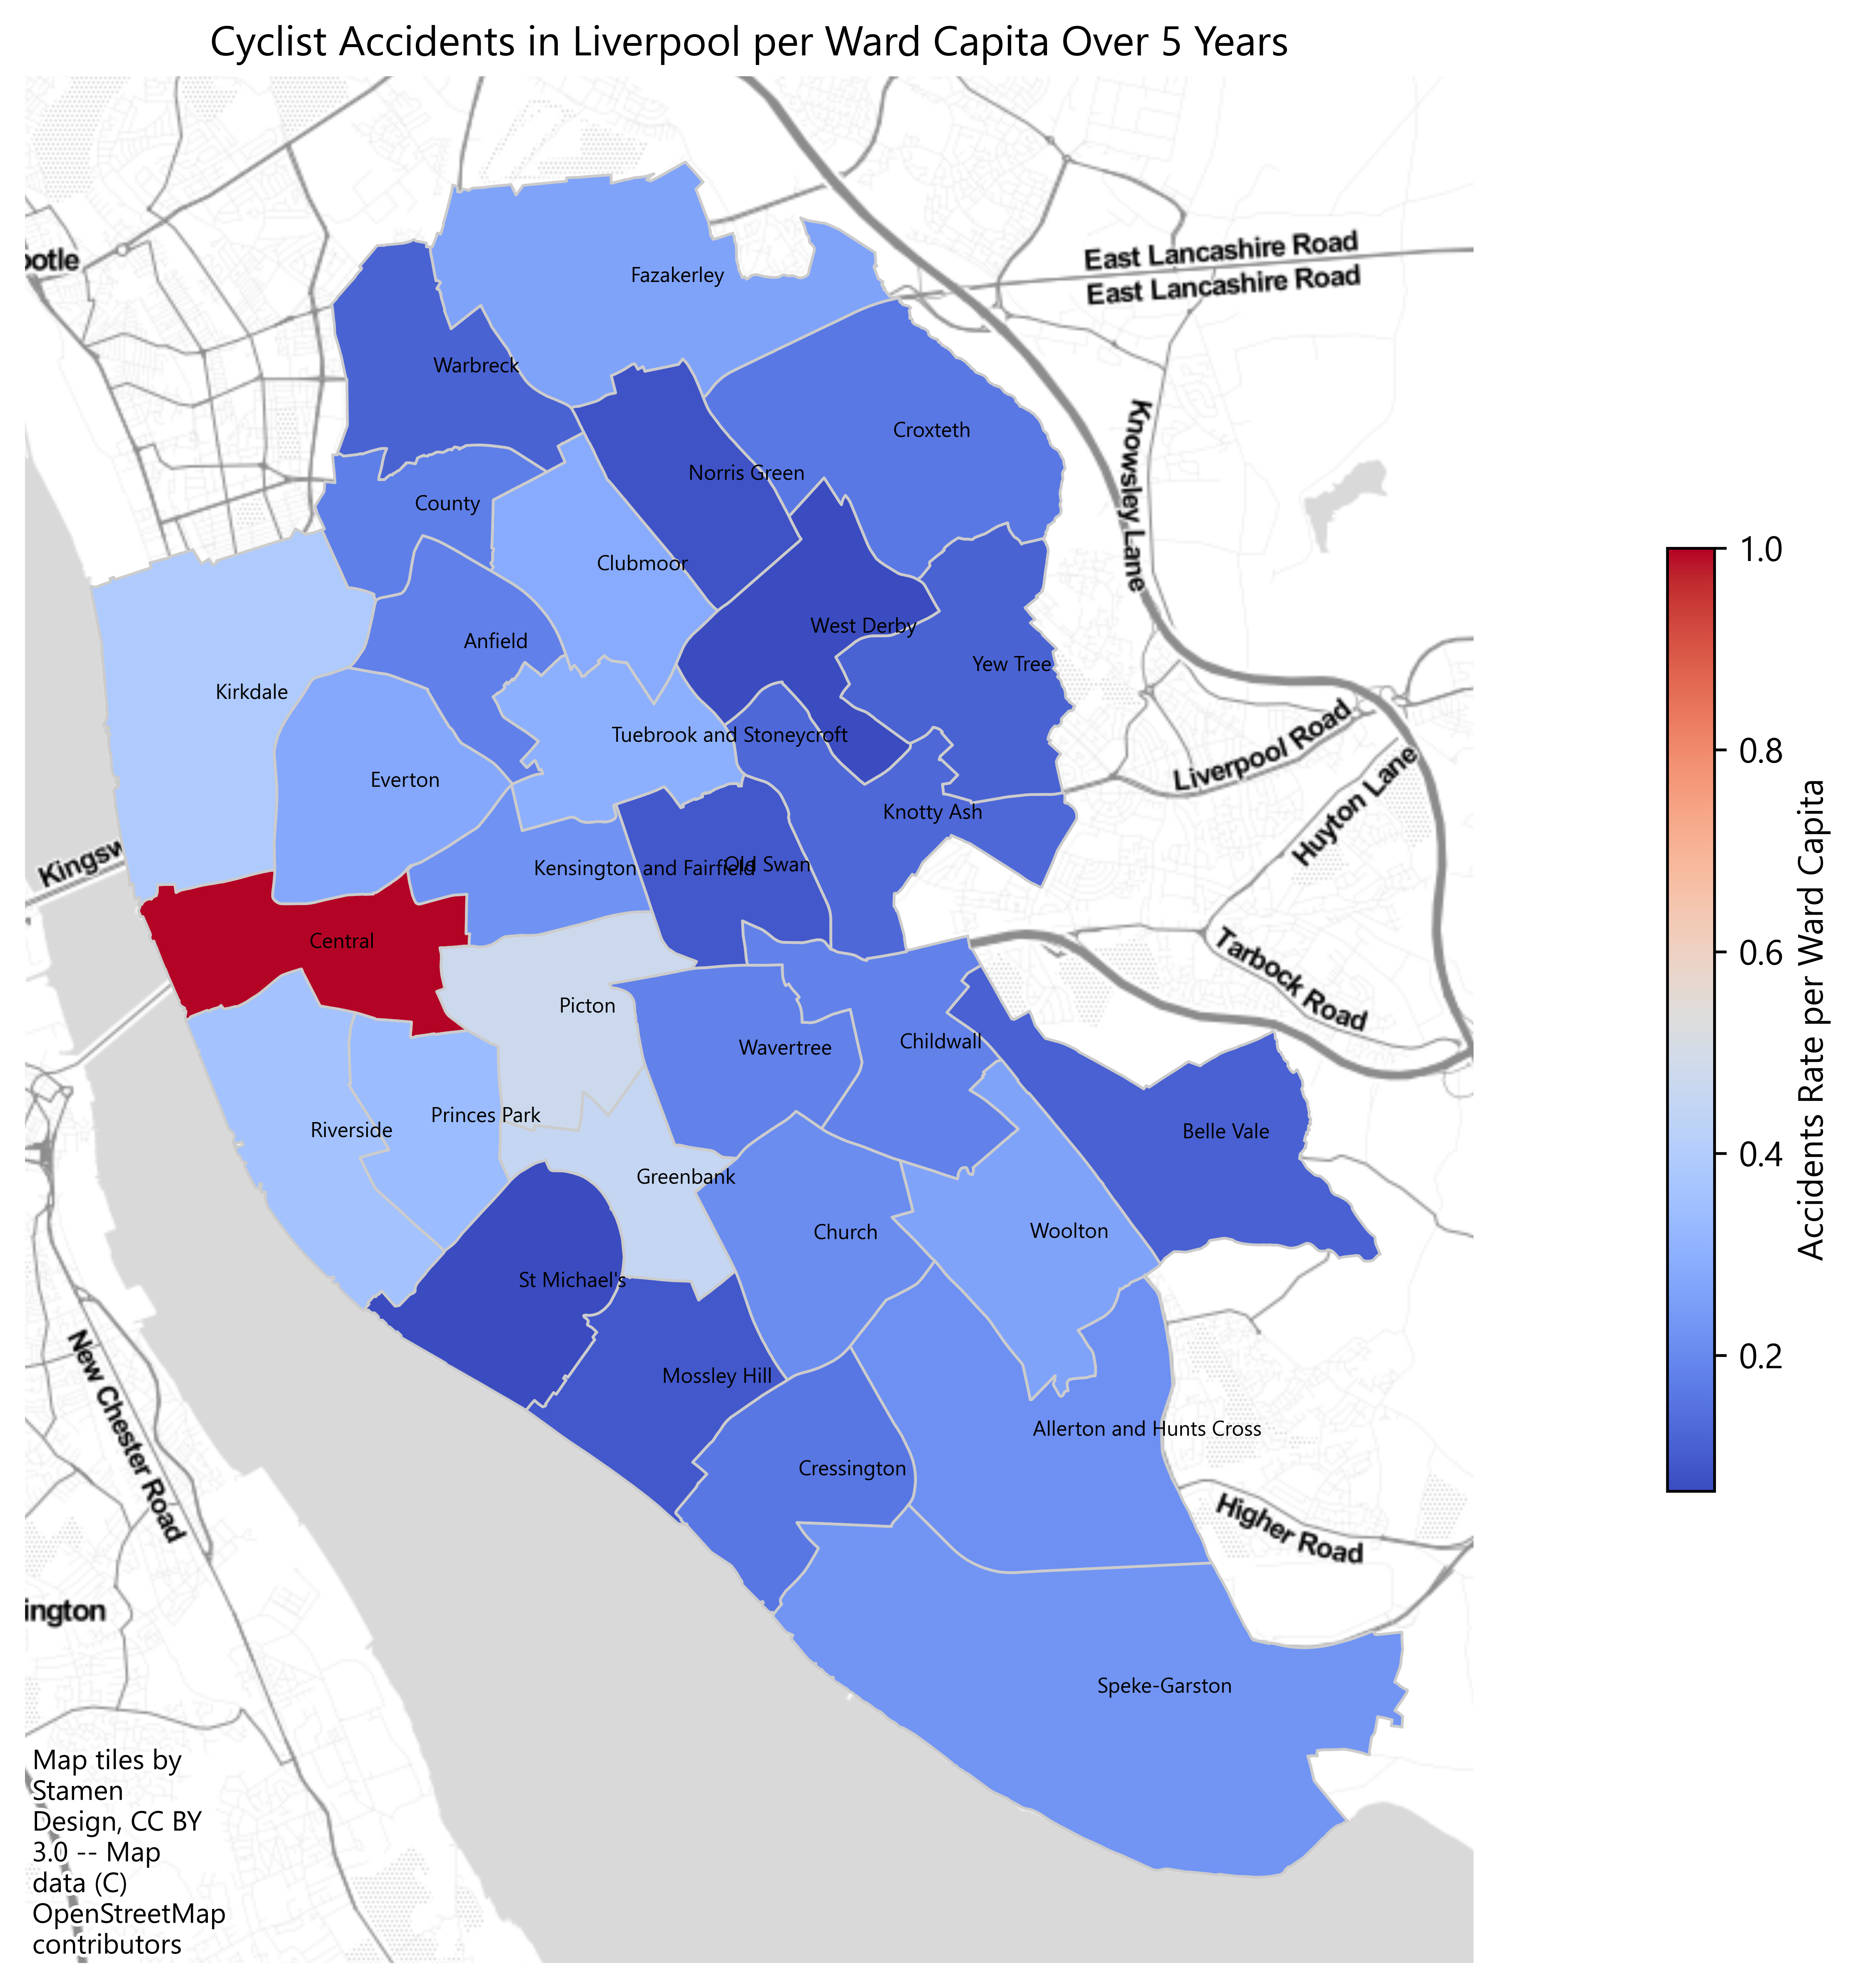 Cyclist Accidents in Liverpool per Ward Capita Over 5 Years
ootle
East Lancashire Road
East Lancashire Road
Fazakerley
Warbreck
Croxteth
Knowsley Lane
Norris Green
County
Clubmoor
West Derby
Anfield
Yew Tree
Kirkdale
Tuebrook and Stoneycroft
Liverpool Road
Everton
Huyton Lane
Knotty Ash
Kingsw
Kensington and Fairfield
Old Swan
Central
Tarbock Road
Picton
Wavertree
Childwall
Princes Park
Riverside
Belle Vale
Greenbank
Church
Woolton
St Michael's
Mossley Hill
New Chester Road
Allerton and Hunts Cross
Cressington
Higher Road
ington
Speke-Garston
Map tiles by
Stamen
Design, CC BY
3.0 -- Map
data (C)
OpenStreetMap
contributors
1.0
0.8
0.6
0.4
0.2
Accidents Rate per Ward Capita